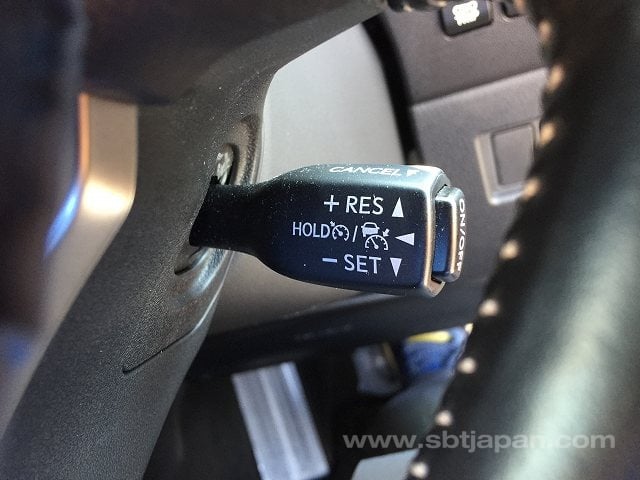 CANCEL
+ RES ▲
HOLD / ◀
− SET ▼
ON/OFF
www.sbtjapan.com